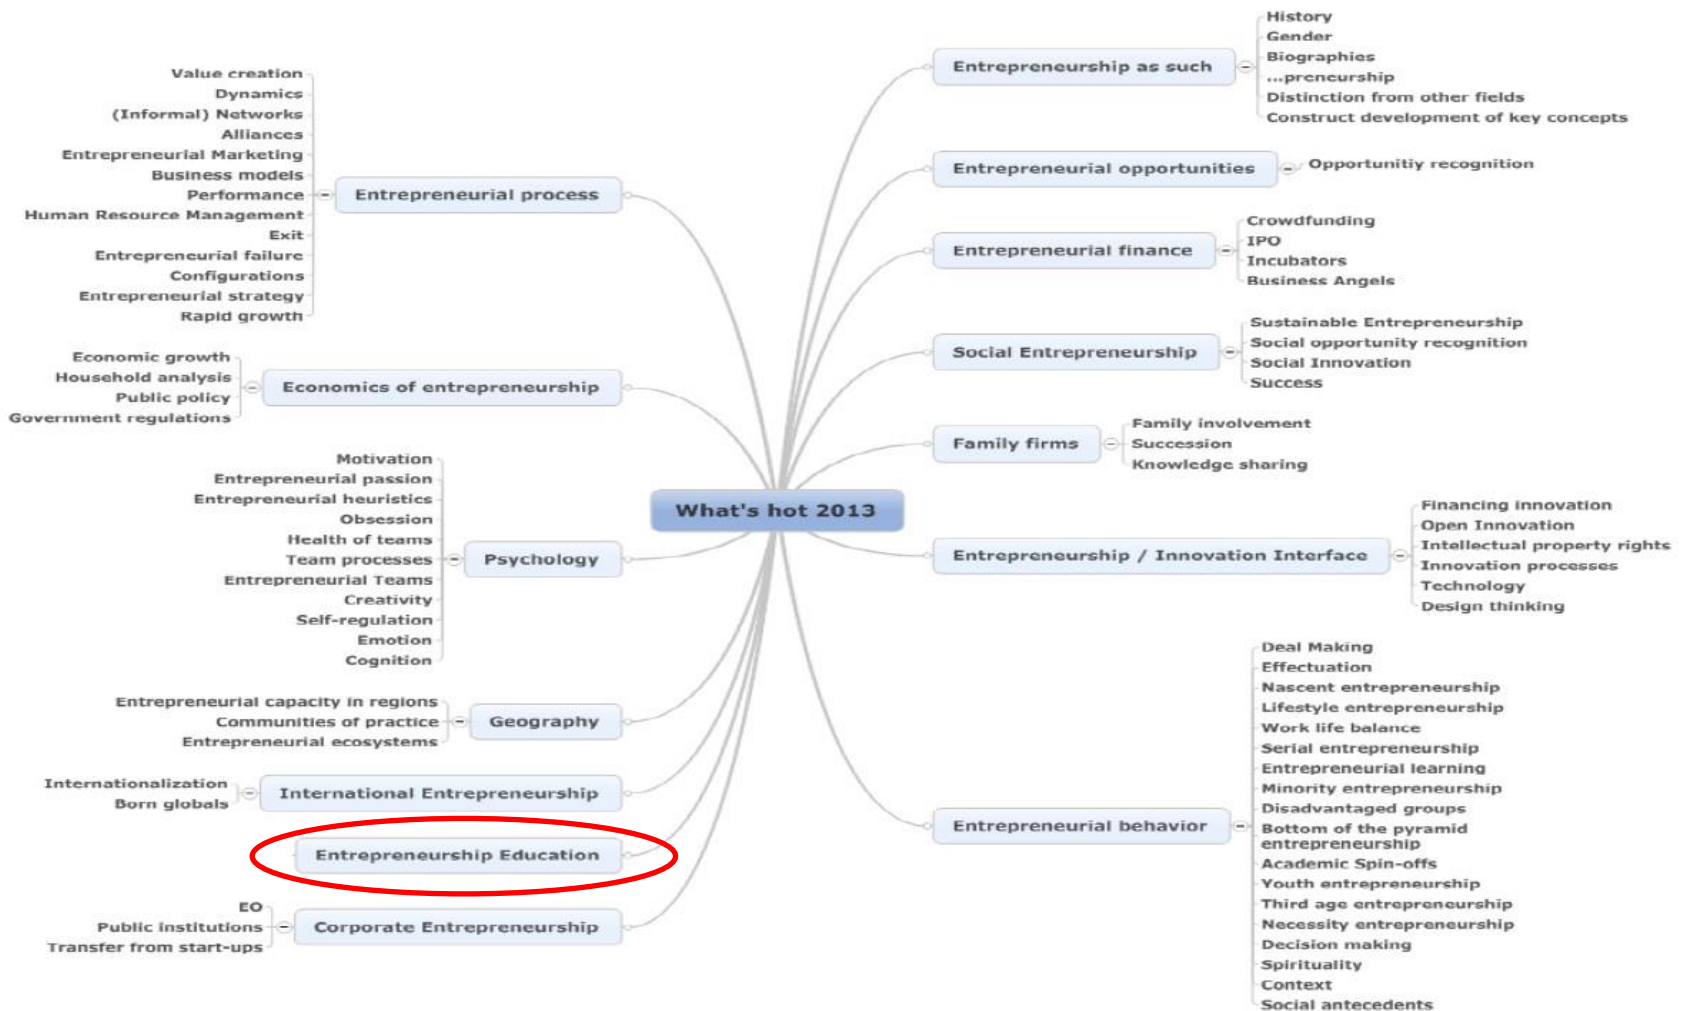 What's hot 2013
Entrepreneurial process
Value creation
Dynamics
(Informal) Networks
Alliances
Entrepreneurial Marketing
Business models
Performance
Human Resource Management
Exit
Entrepreneurial failure
Configurations
Entrepreneurial strategy
Rapid growth
Economics of entrepreneurship
Economic growth
Household analysis
Public policy
Government regulations
Psychology
Motivation
Entrepreneurial passion
Entrepreneurial heuristics
Obsession
Health of teams
Team processes
Entrepreneurial Teams
Creativity
Self-regulation
Emotion
Cognition
Geography
Entrepreneurial capacity in regions
Communities of practice
Entrepreneurial ecosystems
International Entrepreneurship
Internationalization
Born globals
Entrepreneurship Education
Corporate Entrepreneurship
EO
Public institutions
Transfer from start-ups
Entrepreneurship as such
History
Gender
Biographies
...preneurship
Distinction from other fields
Construct development of key concepts
Entrepreneurial opportunities
Opportunitiy recognition
Entrepreneurial finance
Crowdfunding
IPO
Incubators
Business Angels
Social Entrepreneurship
Sustainable Entrepreneurship
Social opportunity recognition
Social Innovation
Success
Family firms
Family involvement
Succession
Knowledge sharing
Entrepreneurship / Innovation Interface
Financing innovation
Open Innovation
Intellectual property rights
Innovation processes
Technology
Design thinking
Entrepreneurial behavior
Deal Making
Effectuation
Nascent entrepreneurship
Lifestyle entrepreneurship
Work life balance
Serial entrepreneurship
Entrepreneurial learning
Minority entrepreneurship
Disadvantaged groups
Bottom of the pyramid
entrepreneurship
Academic Spin-offs
Youth entrepreneurship
Third age entrepreneurship
Necessity entrepreneurship
Decision making
Spirituality
Context
Social antecedents